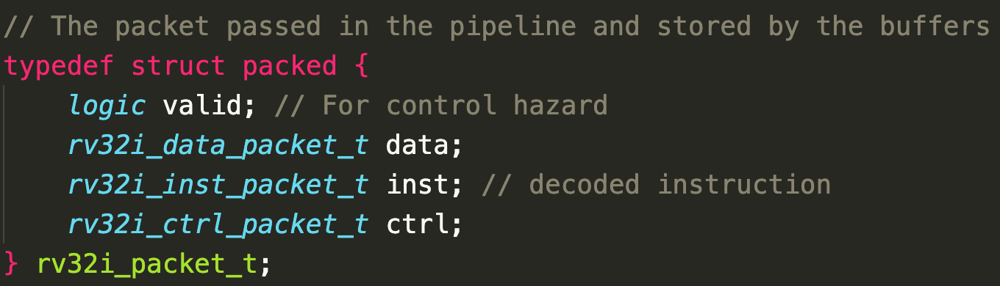 // The packet passed in the pipeline and stored by the buffers
typedef struct packed {
    logic valid; // For control hazard
    rv32i_data_packet_t data;
    rv32i_inst_packet_t inst; // decoded instruction
    rv32i_ctrl_packet_t ctrl;
} rv32i_packet_t;